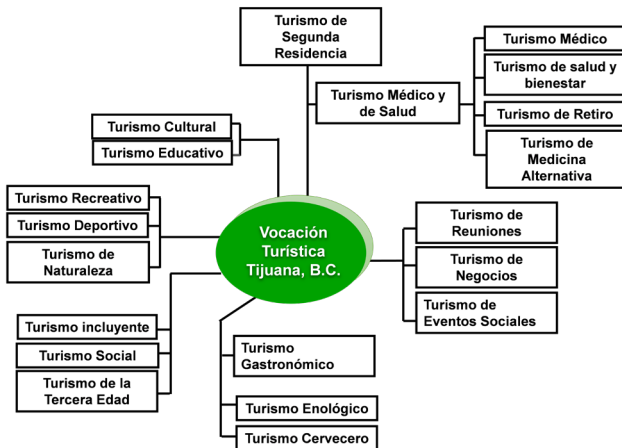 Turismo de
Segunda
Residencia
Turismo Médico y
de Salud
Turismo Médico
Turismo de salud y
bienestar
Turismo de Retiro
Turismo de
Medicina
Alternativa
Turismo Cultural
Turismo Educativo
Turismo Recreativo
Turismo Deportivo
Turismo de
Naturaleza
Vocación
Turística
Tijuana, B.C.
Turismo de
Reuniones
Turismo de
Negocios
Turismo de
Eventos Sociales
Turismo incluyente
Turismo Social
Turismo de la
Tercera Edad
Turismo
Gastronómico
Turismo Enológico
Turismo Cervecero